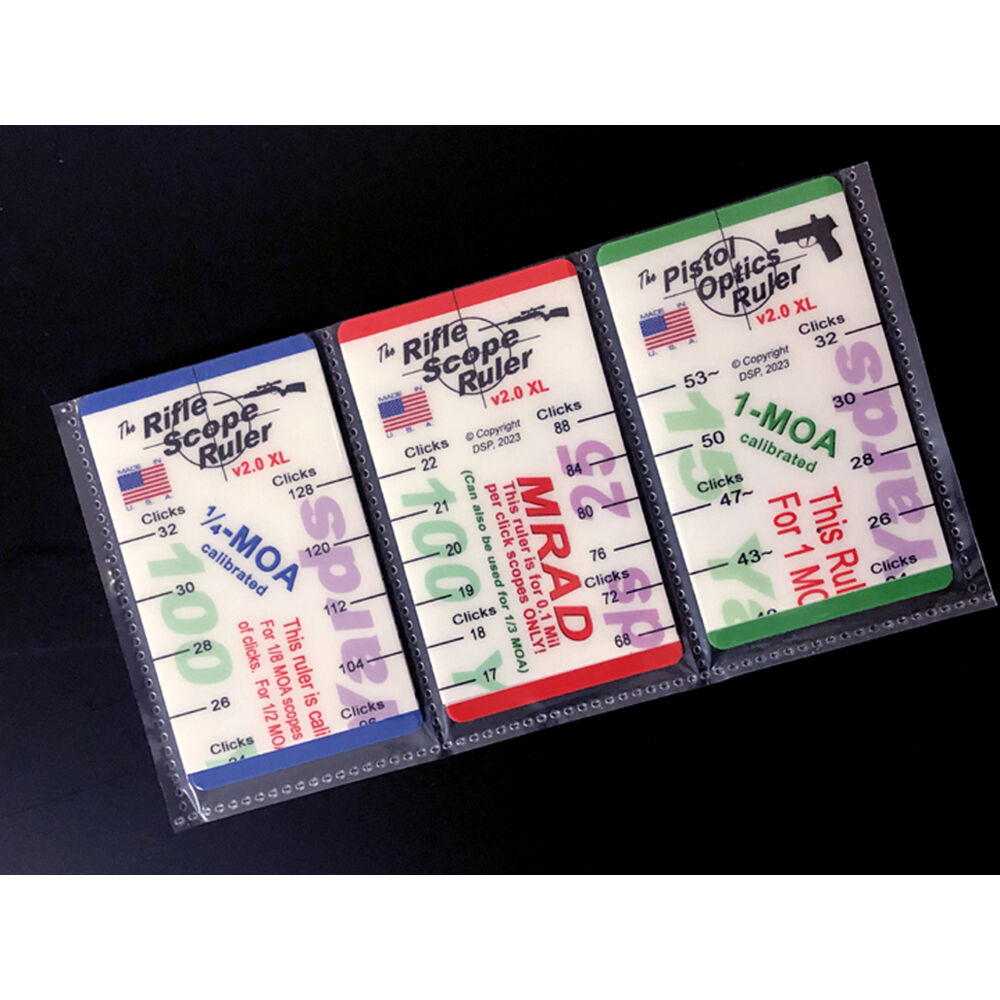 The Rifle
Scope
Ruler
v2.0 XL
MADE IN
U. S. A.
Clicks
32
30
28
26
Clicks
100
1/4-MOA
calibrated
This ruler is cali
For 1/8 MOA scopes
of clicks. For 1/2 MO
Clicks
128
120
112
104
Clicks
yards
The Rifle
Scope
Ruler
v2.0 XL
MADE IN
U. S. A.
© Copyright
DSP, 2023
Clicks
22
21
20
19
Clicks
18
17
100 Y
MRAD
This ruler is for 0.1 Mil
per click scopes ONLY!
(Can also be used for 1/3 MOA)
Clicks
88
84
80
76
Clicks
72
68
25
The Pistol
Optics
Ruler
v2.0 XL
MADE IN
U. S. A.
© Copyright
DSP, 2023
53~
50
Clicks
47~
43~
15 Ya
1-MOA
calibrated
This Rul
For 1 MO
Clicks
32
30
28
26
Clicks
yards